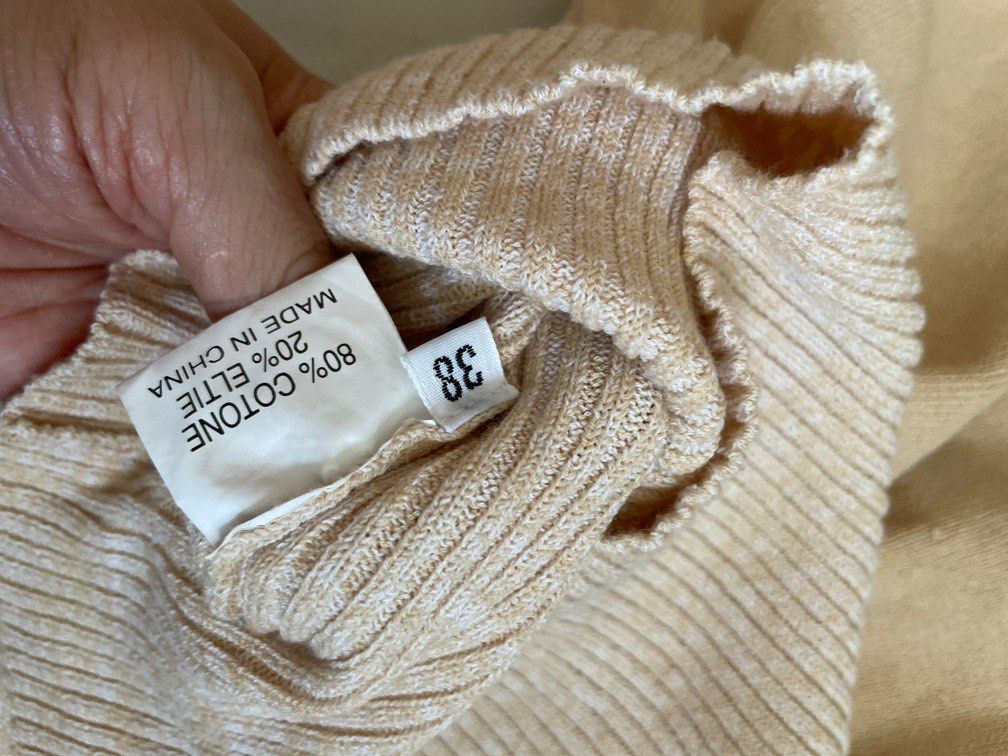 80% COTONE
20% ELTIE
MADE IN CHINA
38